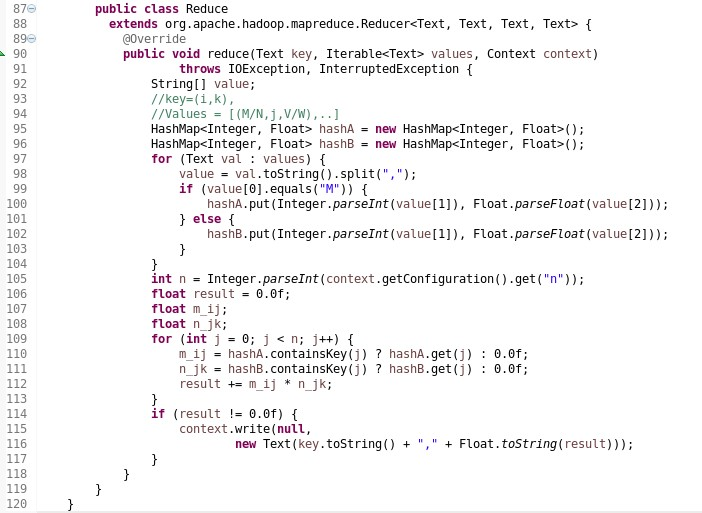 87 public class Reduce
88 extends org.apache.hadoop.mapreduce.Reducer<Text, Text, Text, Text> {
89 @Override
90 public void reduce(Text key, Iterable<Text> values, Context context)
91 throws IOException, InterruptedException {
92 String[] value;
93 //key=(i,k),
94 //Values = [(M/N,j,V/W),..]
95 HashMap<Integer, Float> hashA = new HashMap<Integer, Float>();
96 HashMap<Integer, Float> hashB = new HashMap<Integer, Float>();
97 for (Text val : values) {
98 value = val.toString().split(",");
99 if (value[0].equals("M")) {
100 hashA.put(Integer.parseInt(value[1]), Float.parseFloat(value[2]));
101 } else {
102 hashB.put(Integer.parseInt(value[1]), Float.parseFloat(value[2]));
103 }
104 }
105 int n = Integer.parseInt(context.getConfiguration().get("n"));
106 float result = 0.0f;
107 float m_ij;
108 float n_jk;
109 for (int j = 0; j < n; j++) {
110 m_ij = hashA.containsKey(j) ? hashA.get(j) : 0.0f;
111 n_jk = hashB.containsKey(j) ? hashB.get(j) : 0.0f;
112 result += m_ij * n_jk;
113 }
114 if (result != 0.0f) {
115 context.write(null,
116 new Text(key.toString() + "," + Float.toString(result)));
117 }
118 }
119 }
120 }